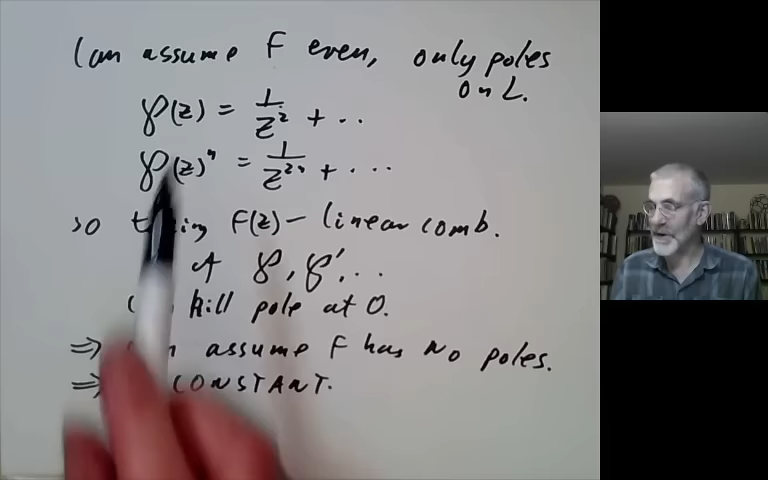 Can assume F even, only poles
on L.
℘(z) = 1/z² + ..
℘(z)ⁿ = 1/z²ⁿ + ...
so F(z) - linear comb.
of ℘, ℘', ...
kill pole at 0.
⇒ assume F has no poles.
⇒ CONSTANT.